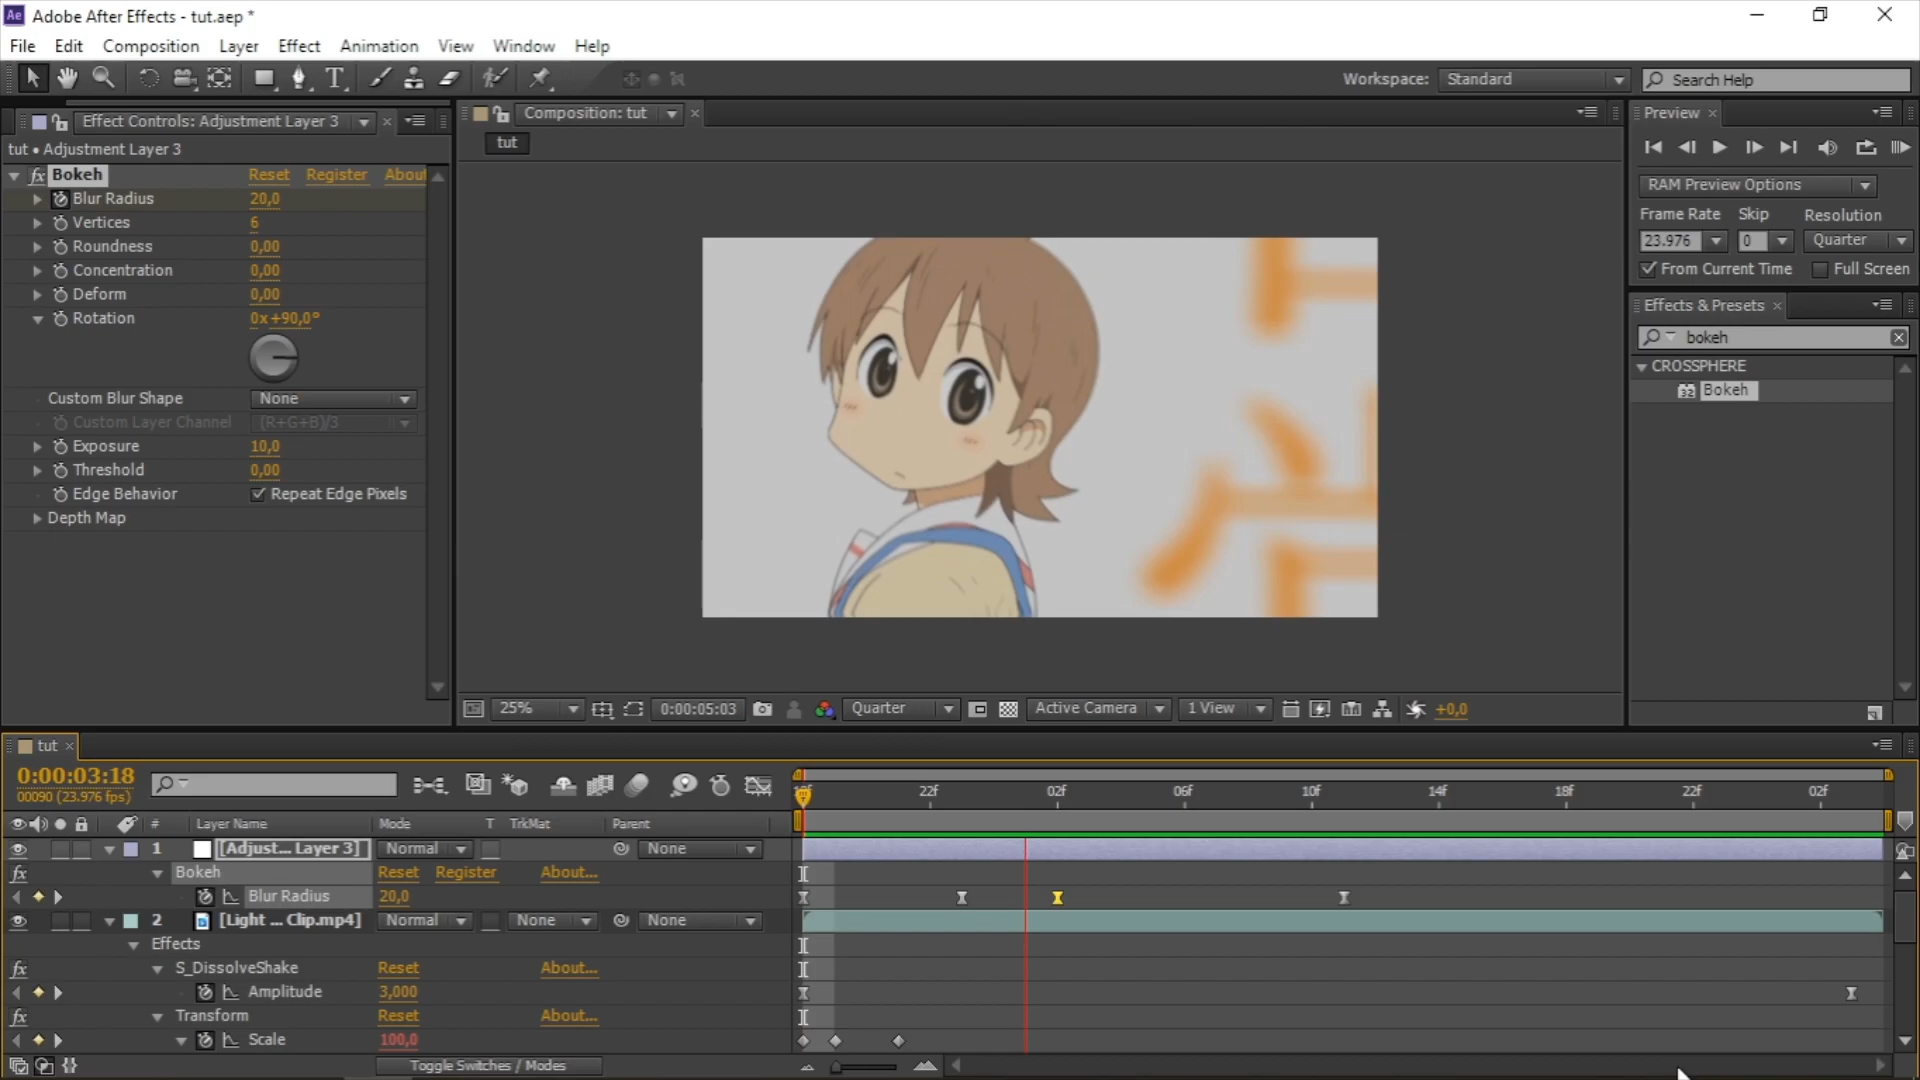 Ae Adobe After Effects - tut.aep *
File Edit Composition Layer Effect Animation View Window Help
Workspace: Standard Search Help
Effect Controls: Adjustment Layer 3
tut • Adjustment Layer 3
fx Bokeh Reset Register About
Blur Radius 20,0
Vertices 6
Roundness 0,00
Concentration 0,00
Deform 0,00
Rotation 0x+90,0°
Custom Blur Shape None
Custom Layer Channel (R+G+B)/3
Exposure 10,0
Threshold 0,00
Edge Behavior Repeat Edge Pixels
Depth Map
Composition: tut
tut
25% 0:00:05:03 Quarter Active Camera 1 View +0,0
Preview
RAM Preview Options
Frame Rate Skip Resolution
23.976 0 Quarter
From Current Time Full Screen
Effects & Presets
bokeh
CROSSPHERE
32 Bokeh
tut
0:00:03:18
00090 (23.976 fps)
22f 02f 06f 10f 14f 18f 22f 02f
# Layer Name Mode T TrkMat Parent
1 [Adjust... Layer 3] Normal None
fx Bokeh Reset Register About...
Blur Radius 20,0
2 [Light ... Clip.mp4] Normal None None
Effects
fx S_DissolveShake Reset About...
Amplitude 3,000
fx Transform Reset About...
Scale 100,0
Toggle Switches / Modes